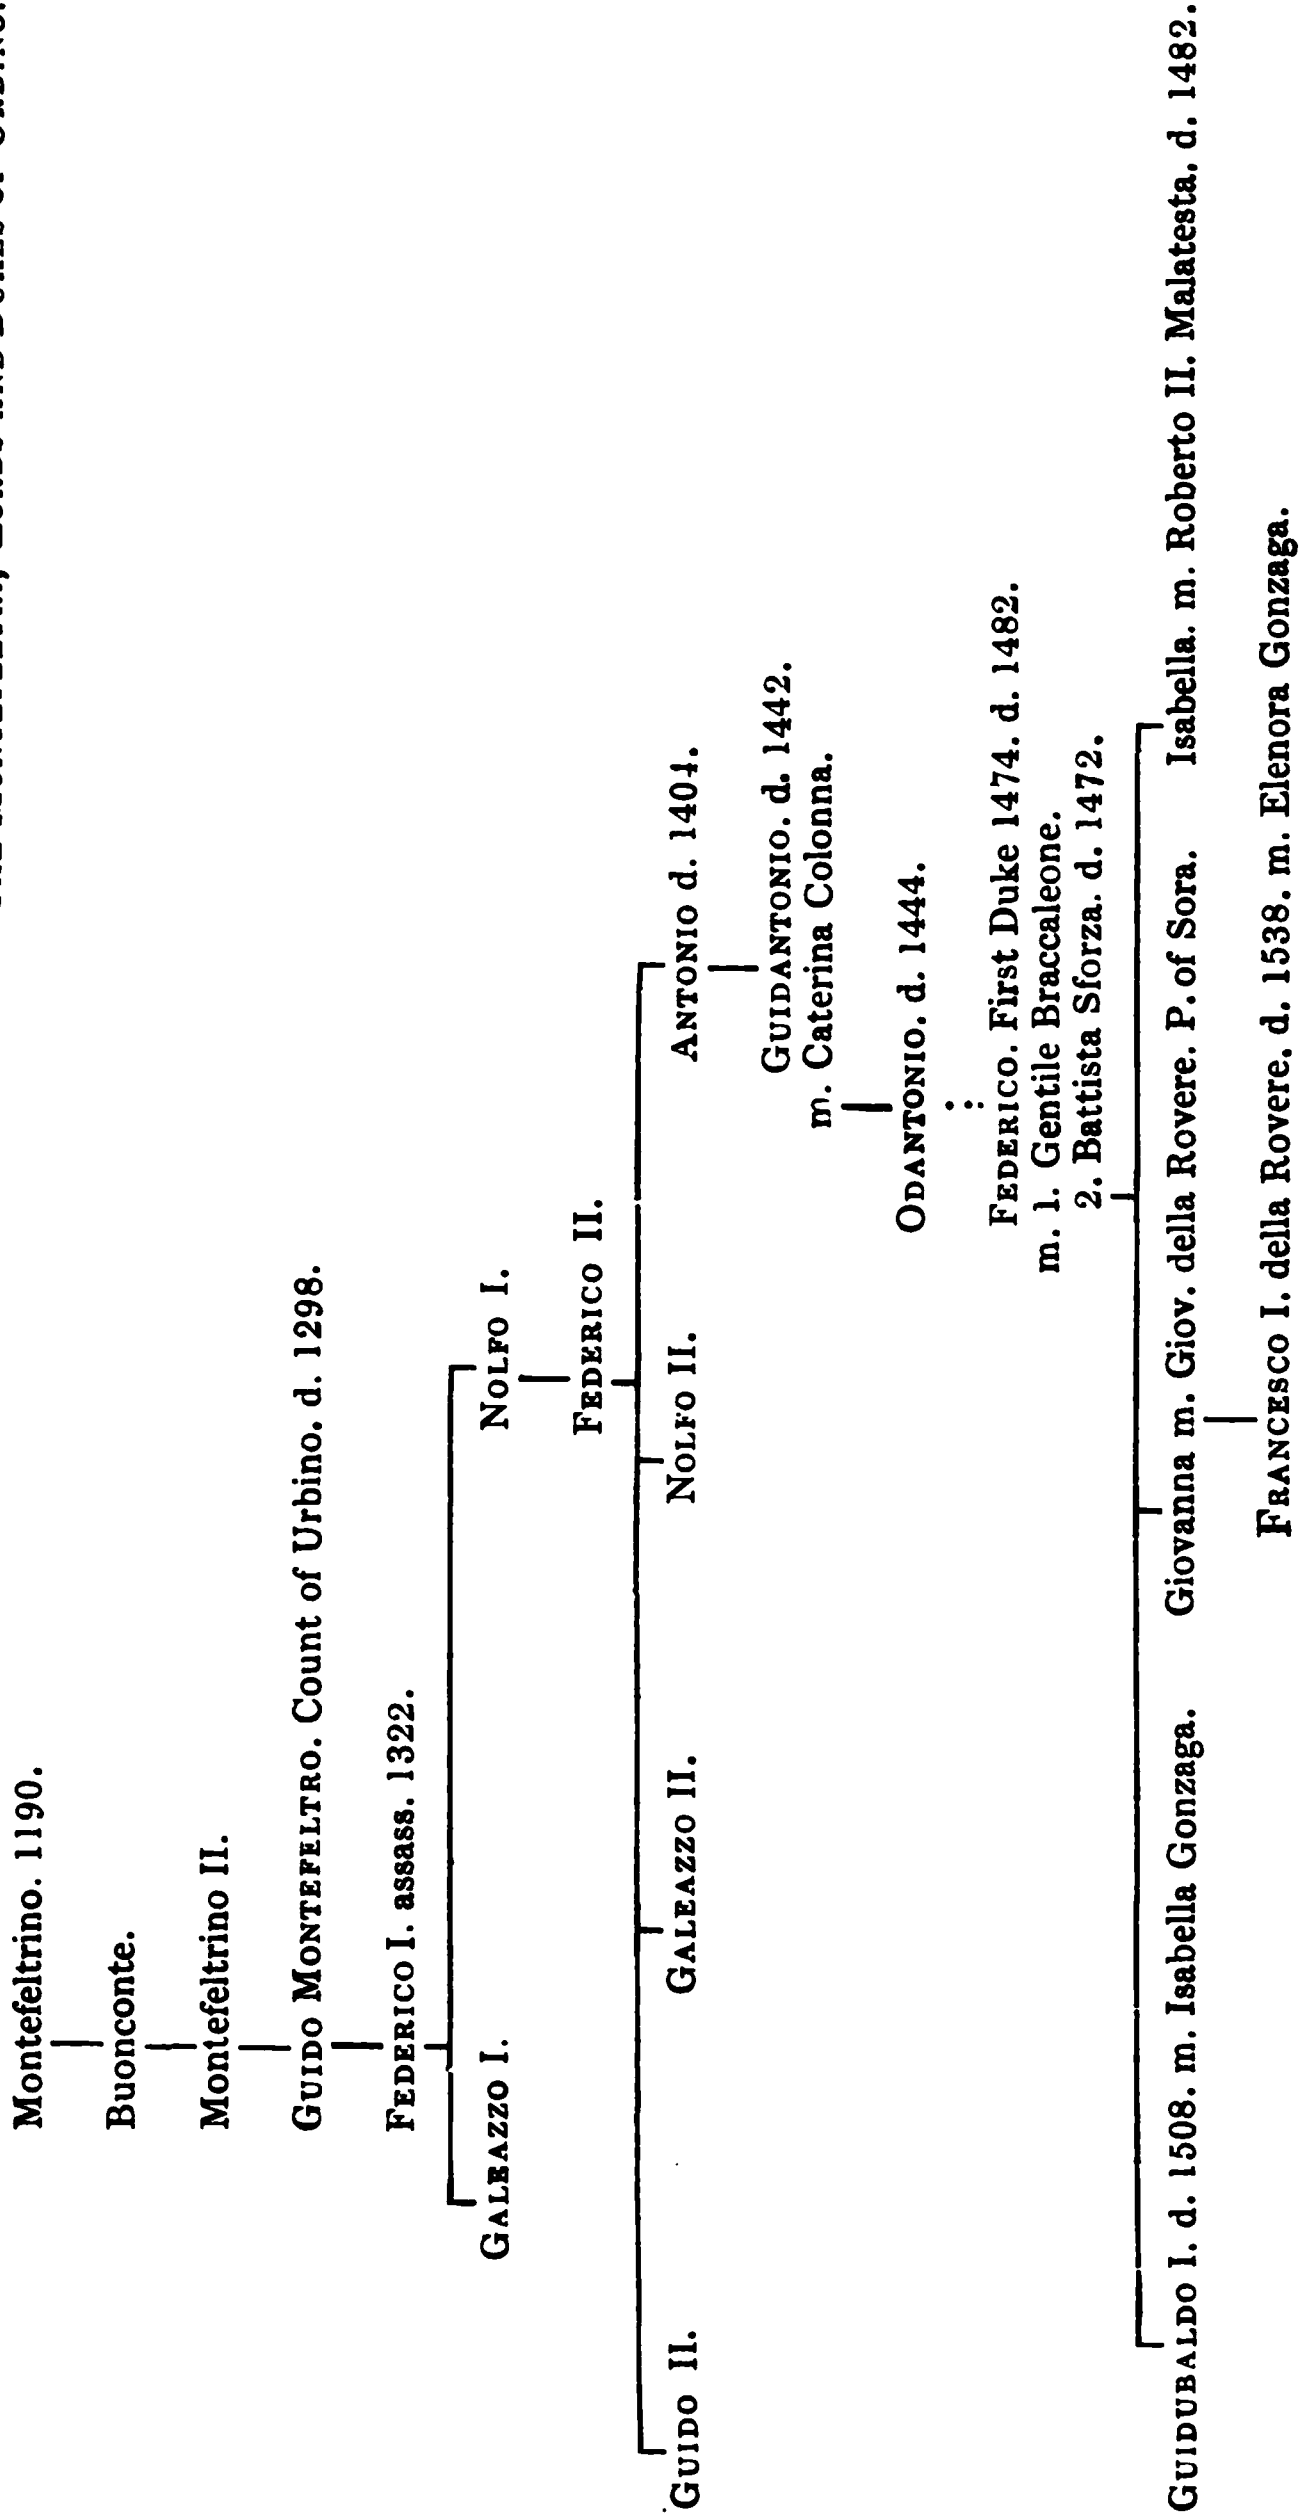 Montefeltrino. 1190.
Buonconte.
Montefeltrino II.
GUIDO MONTEFELTRO. Count of Urbino. d. 1298.
FEDERICO I. assass. 1322.
GALEAZZO I. NOLFO I.
FEDERICO II.
GUIDO II. GALEAZZO II. NOLFO II. ANTONIO d. 1404.
GUIDANTONIO. d. 1442.
m. Caterina Colonna.
ODANTONIO. d. 1444.
FEDERICO. First Duke 1474. d. 1482.
m. 1. Gentile Braccaleone.
2. Battista Sforza. d. 1472.
GUIDUBALDO I. d. 1508. m. Isabella Gonzaga. Giovanna m. Giov. della Rovere. P. of Sora. Isabella. m. Roberto II. Malatesta. d. 1482.
FRANCESCO I. della Rovere. d. 1538. m. Elenora Gonzaga.